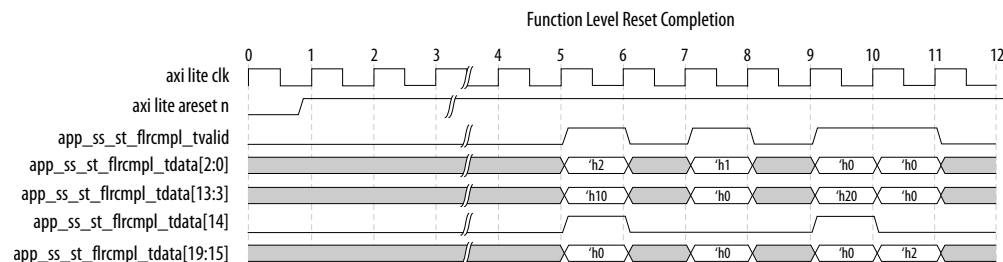 Function Level Reset Completion
0 1 2 3 4 5 6 7 8 9 10 11 12
axi lite clk
axi lite areset n
app_ss_st_flrcmpl_tvalid
app_ss_st_flrcmpl_tdata[2:0] 'h2 'h1 'h0 'h0
app_ss_st_flrcmpl_tdata[13:3] 'h10 'h0 'h20 'h0
app_ss_st_flrcmpl_tdata[14]
app_ss_st_flrcmpl_tdata[19:15] 'h0 'h0 'h0 'h2